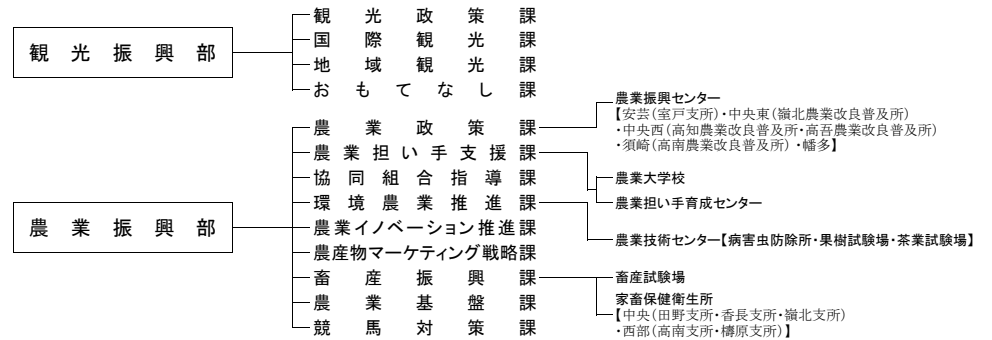 観光振興部
観光政策課
国際観光課
地域観光課
おもてなし課
農業振興部
農業政策課
農業担い手支援課
協同組合指導課
環境農業推進課
農業イノベーション推進課
農産物マーケティング戦略課
畜産振興課
農業基盤課
競馬対策課
農業振興センター
【安芸(室戸支所)・中央東(嶺北農業改良普及所)
・中央西(高知農業改良普及所・高吾農業改良普及所)
・須崎(高南農業改良普及所)・幡多】
農業大学校
農業担い手育成センター
農業技術センター【病害虫防除所・果樹試験場・茶業試験場】
畜産試験場
家畜保健衛生所
【中央(田野支所・香長支所・嶺北支所)
・西部(高南支所・檮原支所)】